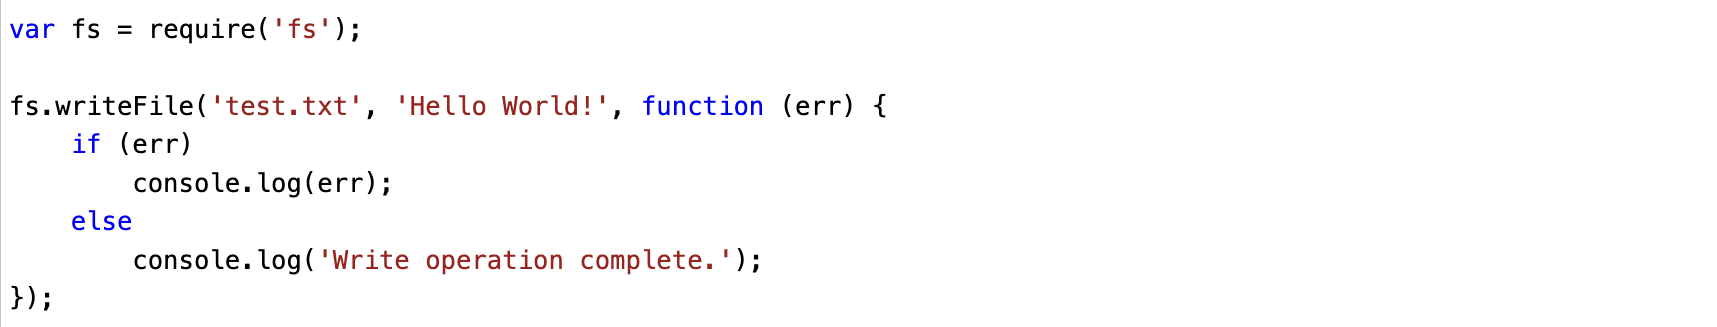 var fs = require('fs');

fs.writeFile('test.txt', 'Hello World!', function (err) {
    if (err)
        console.log(err);
    else
        console.log('Write operation complete.');
});